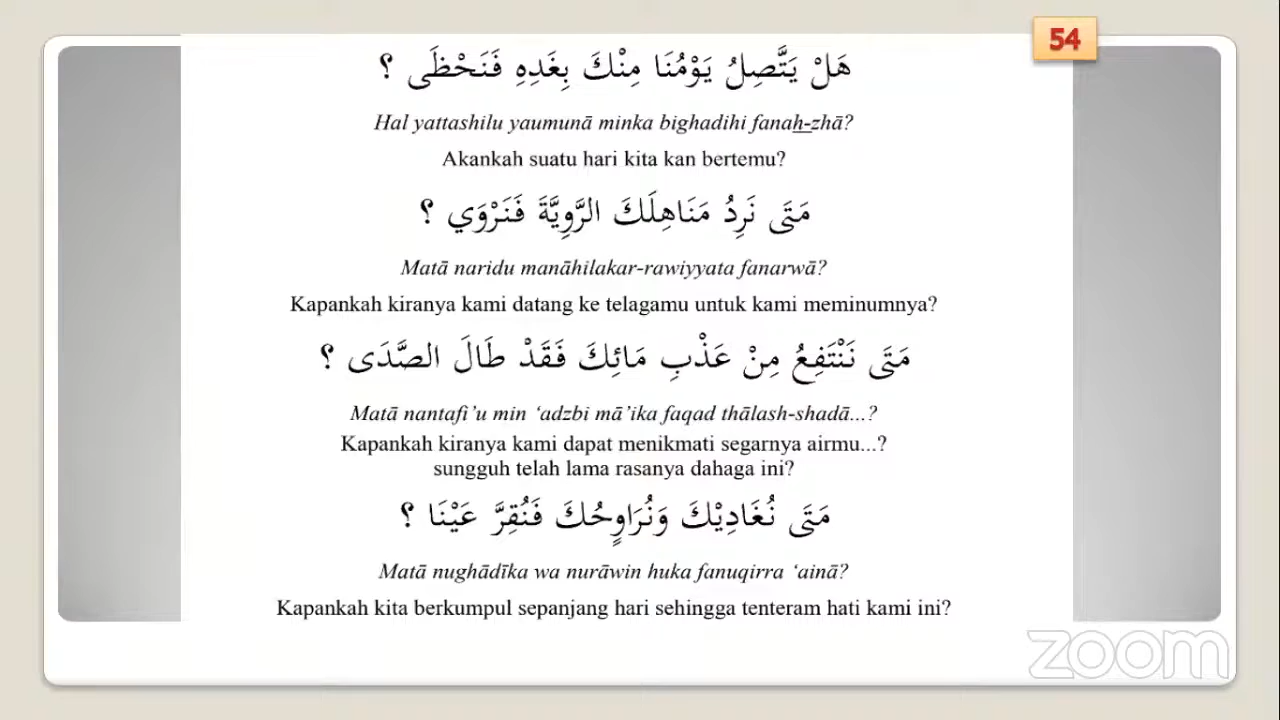 54
هَلْ يَتَّصِلُ يَوْمُنَا مِنْكَ بِغَدِهِ فَنَحْظَى ؟
Hal yattashilu yaumunā minka bighadihi fanah-zhā?
Akankah suatu hari kita kan bertemu?
مَتَى نَرِدُ مَنَاهِلَكَ الرَّوِيَّةَ فَنَرْوَي ؟
Matā naridu manāhilakar-rawiyyata fanarwā?
Kapankah kiranya kami datang ke telagamu untuk kami meminumnya?
مَتَى نَنْتَفِعُ مِنْ عَذْبِ مَائِكَ فَقَدْ طَالَ الصَّدَى ؟
Matā nantafi’u min ‘adzbi mā’ika faqad thālash-shadā...?
Kapankah kiranya kami dapat menikmati segarnya airmu...?
sungguh telah lama rasanya dahaga ini?
مَتَى نُغَادِيْكَ وَنُرَاوِحُكَ فَنُقِرَّ عَيْنَا ؟
Matā nughādīka wa nurāwin huka fanuqirra ‘ainā?
Kapankah kita berkumpul sepanjang hari sehingga tenteram hati kami ini?
zoom